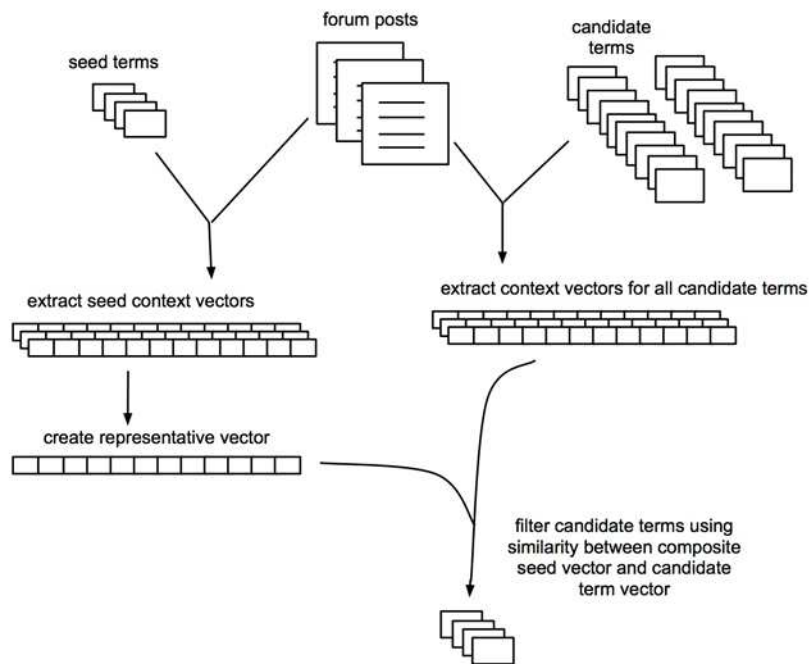 forum posts
candidate
terms
seed terms
extract seed context vectors
extract context vectors for all candidate terms
create representative vector
filter candidate terms using
similarity between composite
seed vector and candidate
term vector